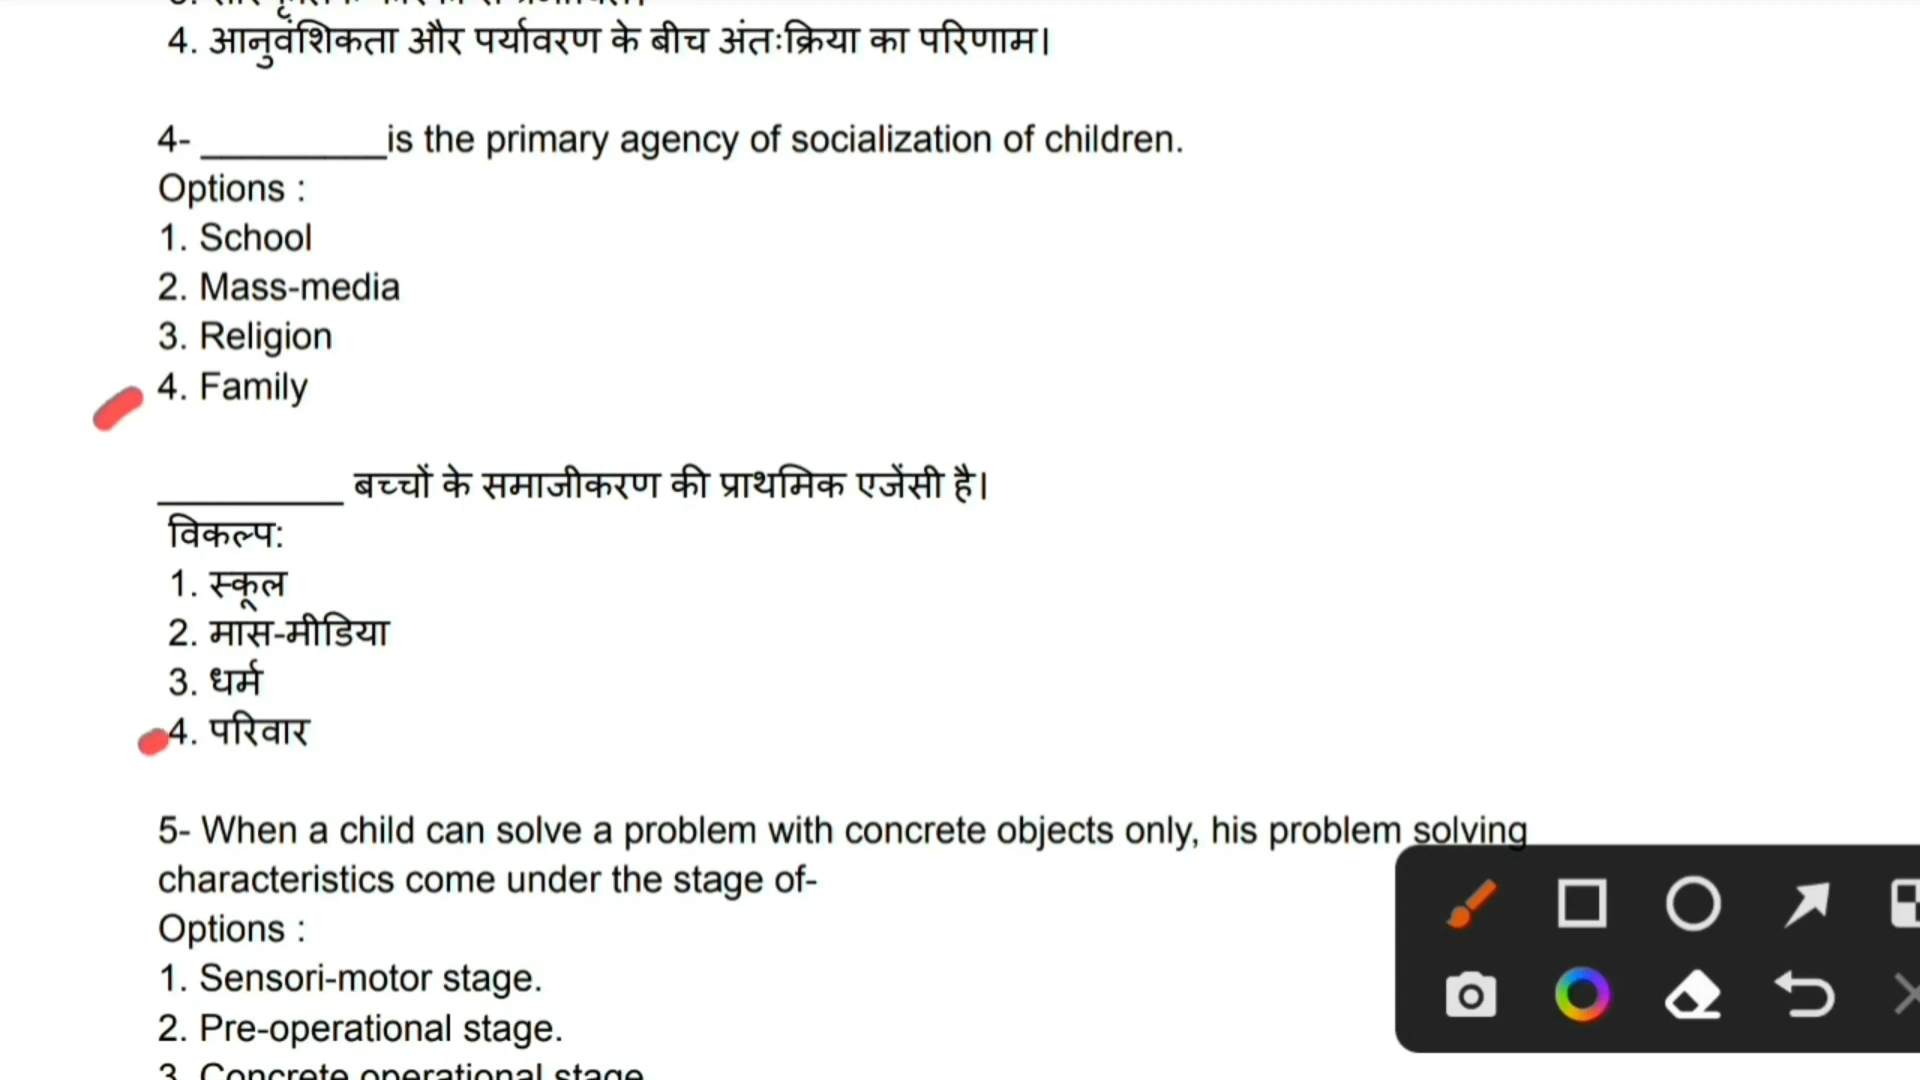 4. आनुवंशिकता और पर्यावरण के बीच अंतःक्रिया का परिणाम।
4- _________is the primary agency of socialization of children.
Options :
1. School
2. Mass-media
3. Religion
4. Family
_________ बच्चों के समाजीकरण की प्राथमिक एजेंसी है।
विकल्प:
1. स्कूल
2. मास-मीडिया
3. धर्म
4. परिवार
5- When a child can solve a problem with concrete objects only, his problem solving
characteristics come under the stage of-
Options :
1. Sensori-motor stage.
2. Pre-operational stage.
3. Concrete operational stage